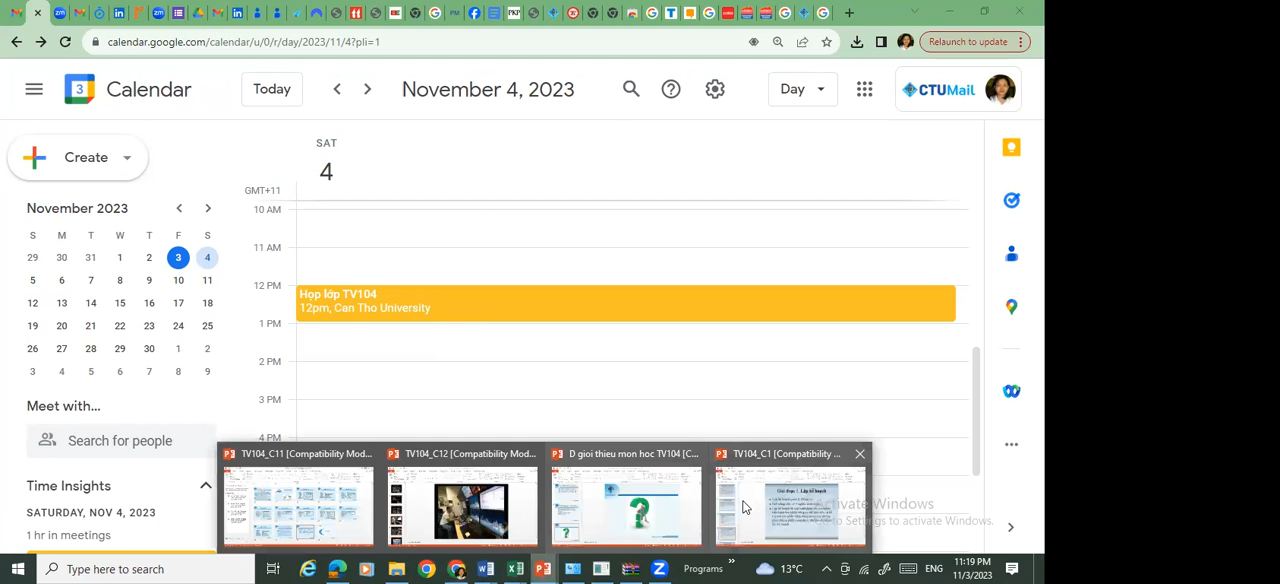 calendar.google.com/calendar/u/0/r/day/2023/11/4?pli=1
Relaunch to update
3
Calendar
Today
November 4, 2023
Day
CTUMail
Create
SAT
4
GMT+11
10 AM
11 AM
12 PM
1 PM
2 PM
3 PM
4 PM
Họp lớp TV104
12pm, Can Tho University
November 2023
S M T W T F S
29 30 31 1 2 3 4
5 6 7 8 9 10 11
12 13 14 15 16 17 18
19 20 21 22 23 24 25
26 27 28 29 30 1 2
3 4 5 6 7 8 9
Meet with...
Search for people
Time Insights
SATURDAY, NOV 4, 2023
1 hr in meetings
TV104_C11 [Compatibility Mod...
TV104_C12 [Compatibility Mod...
D gioi thieu mon hoc TV104 [C...
TV104_C1 [Compatibility ...
Activate Windows
to Settings to activate Windows.
Type here to search
Programs
13°C
ENG
11:19 PM
11/3/2023